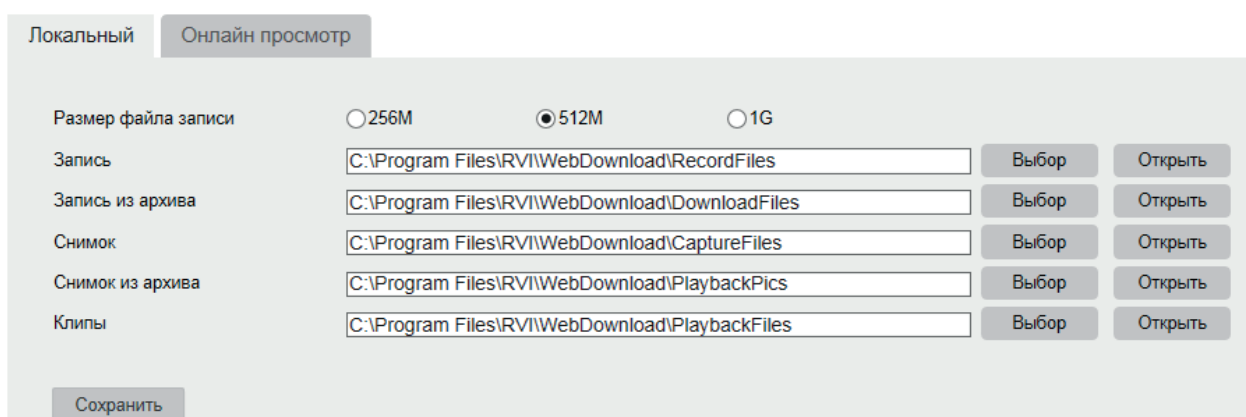 Локальный Онлайн просмотр
Размер файла записи 256M 512M 1G
Запись C:\Program Files\RVI\WebDownload\RecordFiles Выбор Открыть
Запись из архива C:\Program Files\RVI\WebDownload\DownloadFiles Выбор Открыть
Снимок C:\Program Files\RVI\WebDownload\CaptureFiles Выбор Открыть
Снимок из архива C:\Program Files\RVI\WebDownload\PlaybackPics Выбор Открыть
Клипы C:\Program Files\RVI\WebDownload\PlaybackFiles Выбор Открыть
Сохранить